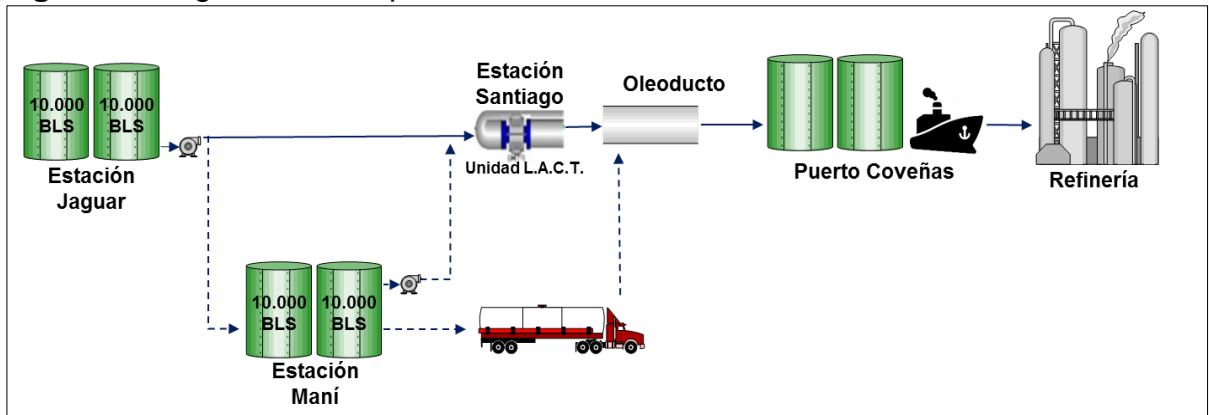 10.000
BLS
10.000
BLS
Estación
Jaguar
Estación
Santiago
Unidad L.A.C.T.
Oleoducto
Puerto Coveñas
Refinería
10.000
BLS
10.000
BLS
Estación
Maní